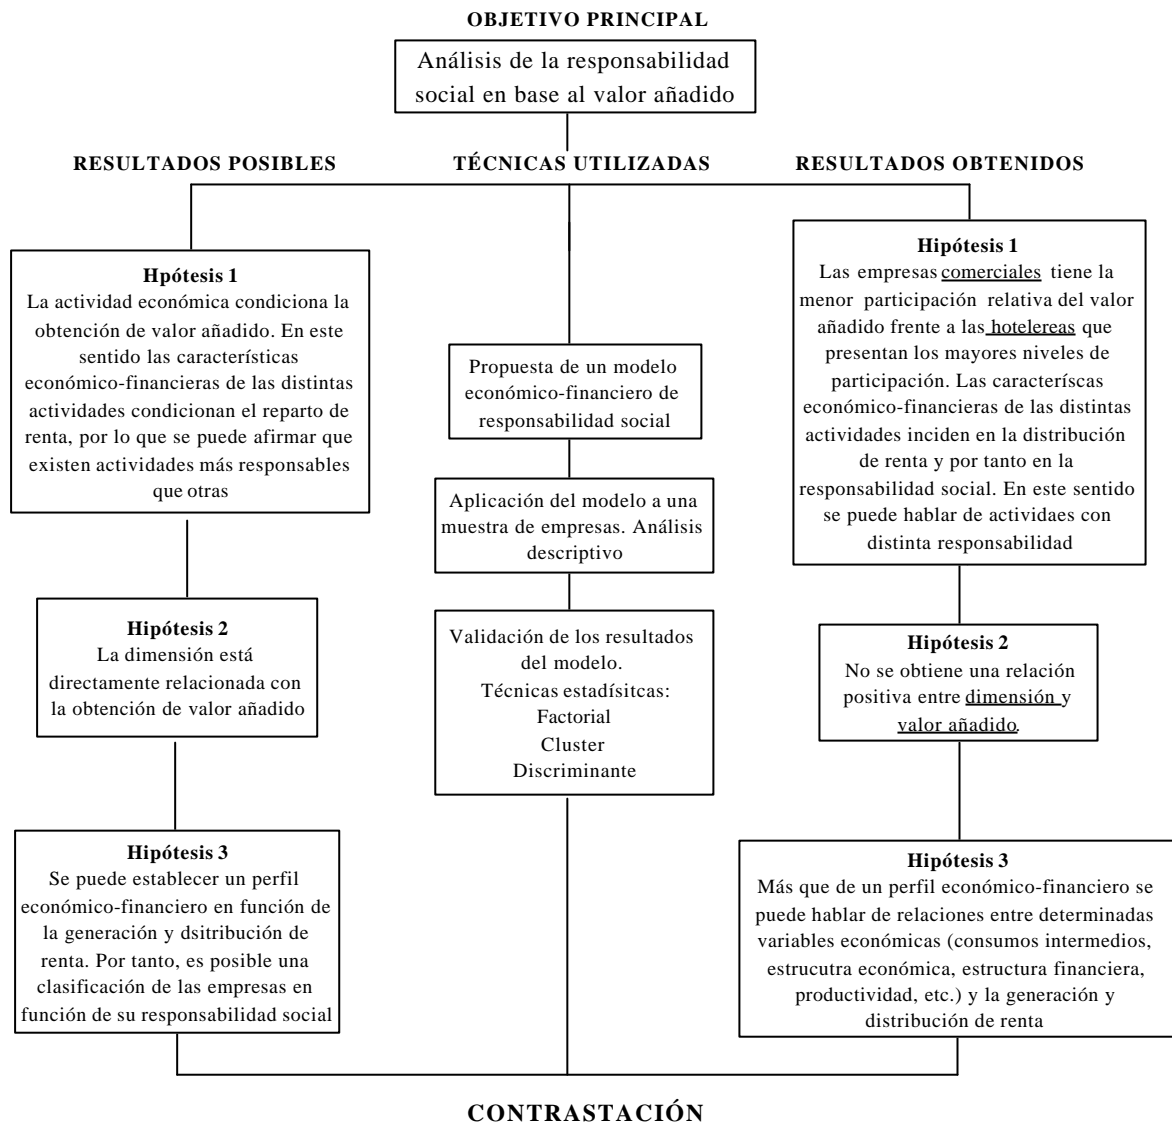 OBJETIVO PRINCIPAL
Análisis de la responsabilidad
social en base al valor añadido
RESULTADOS POSIBLES
Hpótesis 1
La actividad económica condiciona la
obtención de valor añadido. En este
sentido las características
económico-financieras de las distintas
actividades condicionan el reparto de
renta, por lo que se puede afirmar que
existen actividades más responsables
que otras
Hipótesis 2
La dimensión está
directamente relacionada con
la obtención de valor añadido
Hipótesis 3
Se puede establecer un perfil
económico-financiero en función de
la generación y dsitribución de
renta. Por tanto, es posible una
clasificación de las empresas en
función de su responsabilidad social
TÉCNICAS UTILIZADAS
Propuesta de un modelo
económico-financiero de
responsabilidad social
Aplicación del modelo a una
muestra de empresas. Análisis
descriptivo
Validación de los resultados
del modelo.
Técnicas estadísitcas:
Factorial
Cluster
Discriminante
RESULTADOS OBTENIDOS
Hipótesis 1
Las empresas comerciales tiene la
menor participación relativa del valor
añadido frente a las hotelereas que
presentan los mayores niveles de
participación. Las caracteríscas
económico-financieras de las distintas
actividades inciden en la distribución
de renta y por tanto en la
responsabilidad social. En este sentido
se puede hablar de actividaes con
distinta responsabilidad
Hipótesis 2
No se obtiene una relación
positiva entre dimensión y
valor añadido.
Hipótesis 3
Más que de un perfil económico-financiero se
puede hablar de relaciones entre determinadas
variables económicas (consumos intermedios,
estrucutra económica, estructura financiera,
productividad, etc.) y la generación y
distribución de renta
CONTRASTACIÓN